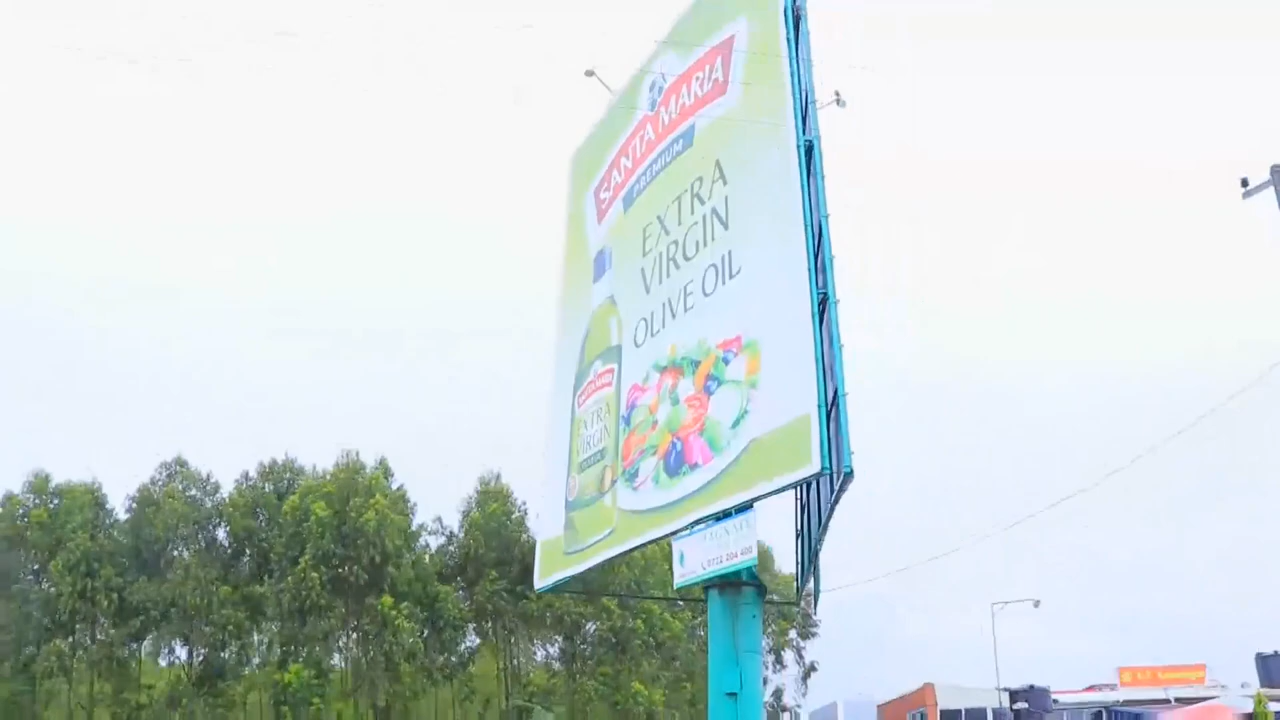 SANTA MARIA
PREMIUM
EXTRA
VIRGIN
OLIVE OIL
SANTA MARIA
EXTRA
VIRGIN
0722 204 400